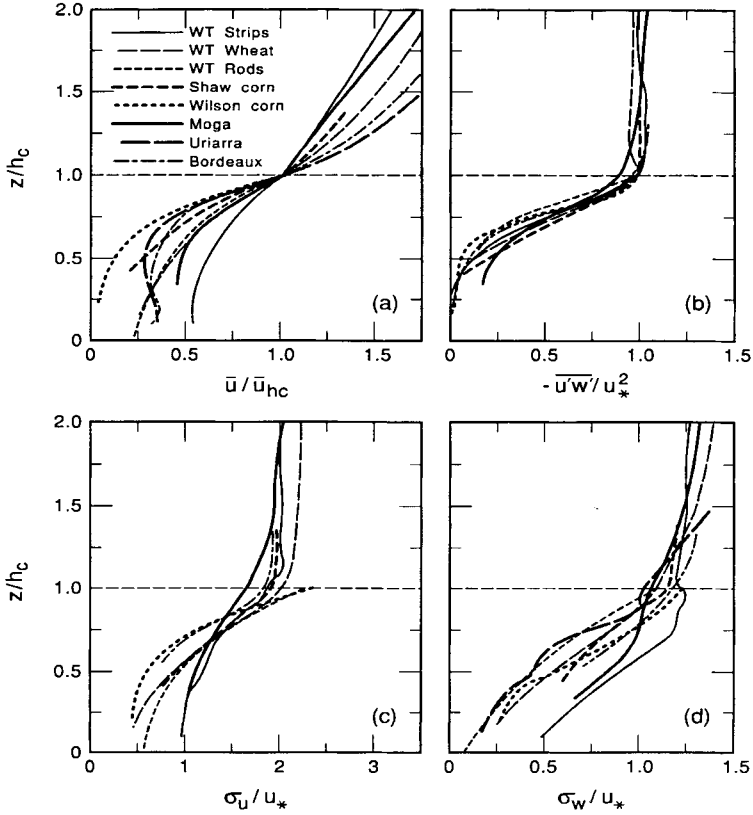 2.0
1.5
1.0
0.5
0
z/h_c
WT Strips
WT Wheat
WT Rods
Shaw corn
Wilson corn
Moga
Uriarra
Bordeaux
(a)
0 0.5 1.0 1.5
ū/ū_hc
(b)
0 0.5 1.0 1.5
-u'w'/u_*^2
2.0
1.5
1.0
0.5
0
z/h_c
(c)
0 1 2 3
σ_u/u_*
(d)
0 0.5 1.0 1.5
σ_w/u_*